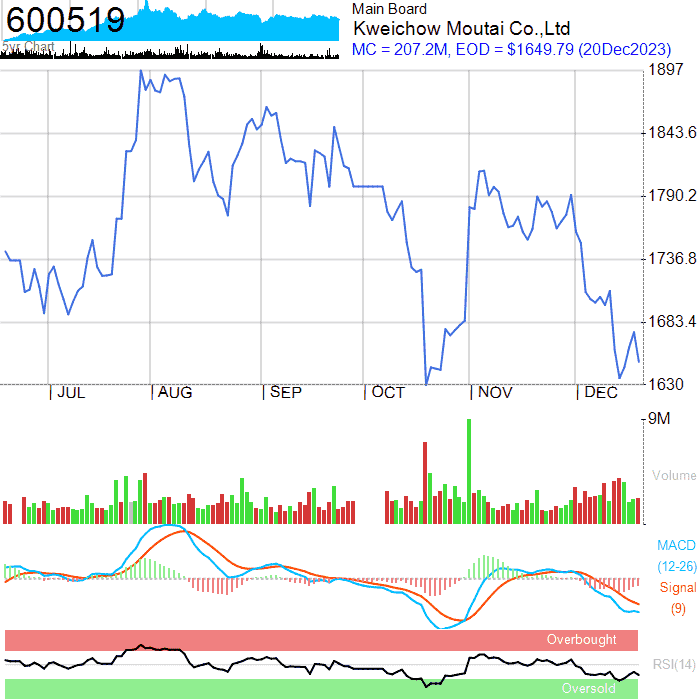 600519
5yr Chart
Main Board
Kweichow Moutai Co.,Ltd
MC = 207.2M, EOD = $1649.79 (20Dec2023)
1897
1843.6
1790.2
1736.8
1683.4
1630
JUL
AUG
SEP
OCT
NOV
DEC
9M
Volume
MACD
(12-26)
Signal
(9)
Overbought
RSI(14)
Oversold